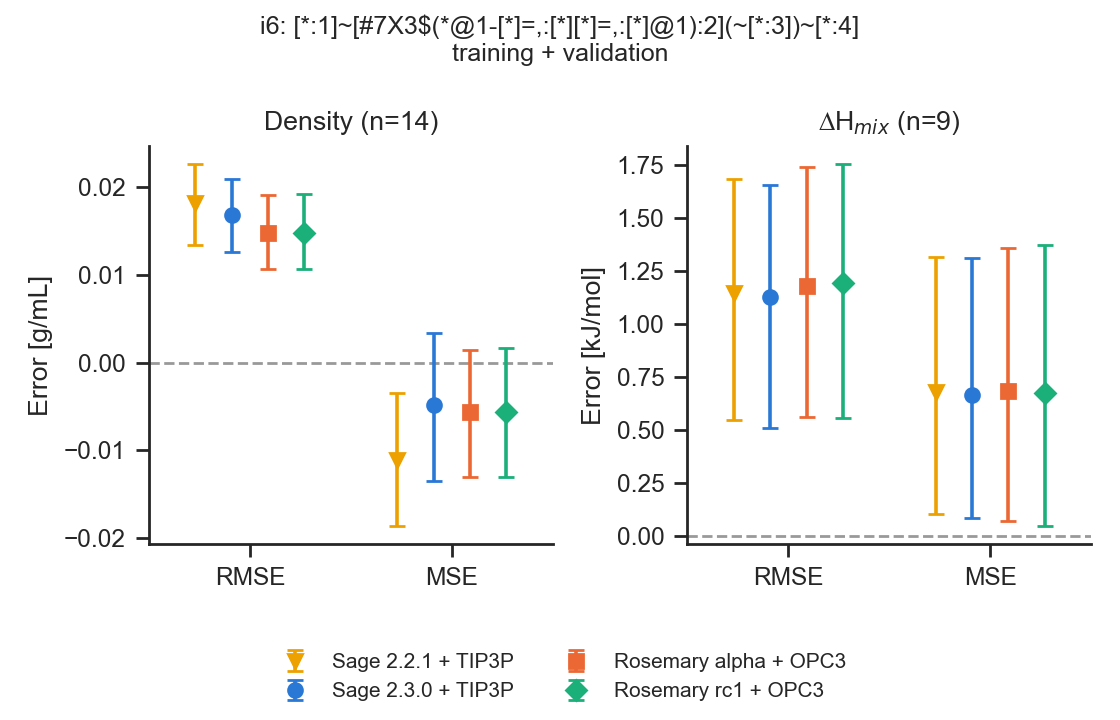 i6: [*:1]~[#7X3$(*@1-[*]=,:[*][*]=,:[*]@1):2](~[*:3])~[*:4]
training + validation
Density (n=14)
ΔHmix (n=9)
Error [g/mL]
0.02
0.01
0.00
−0.01
−0.02
RMSE
MSE
Error [kJ/mol]
1.75
1.50
1.25
1.00
0.75
0.50
0.25
0.00
RMSE
MSE
Sage 2.2.1 + TIP3P
Sage 2.3.0 + TIP3P
Rosemary alpha + OPC3
Rosemary rc1 + OPC3